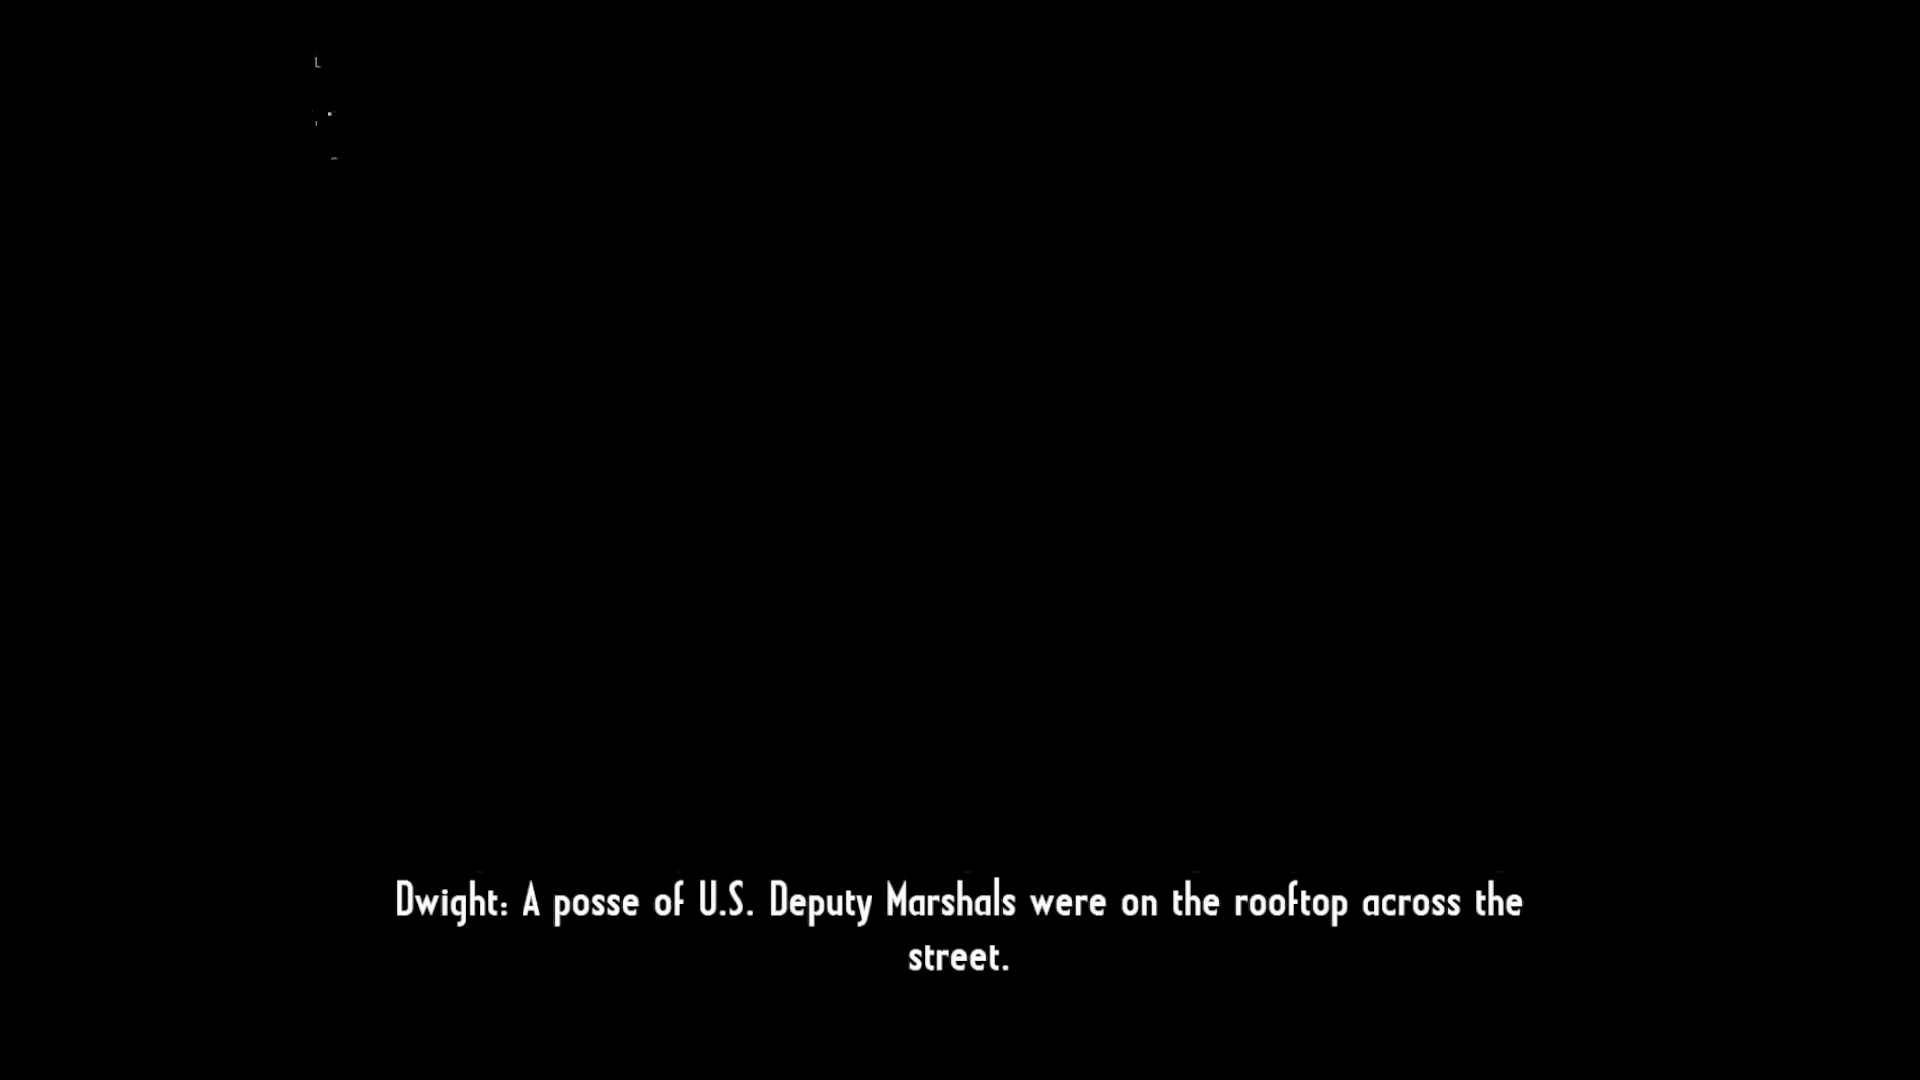 Dwight: A posse of U.S. Deputy Marshals were on the rooftop across the
street.